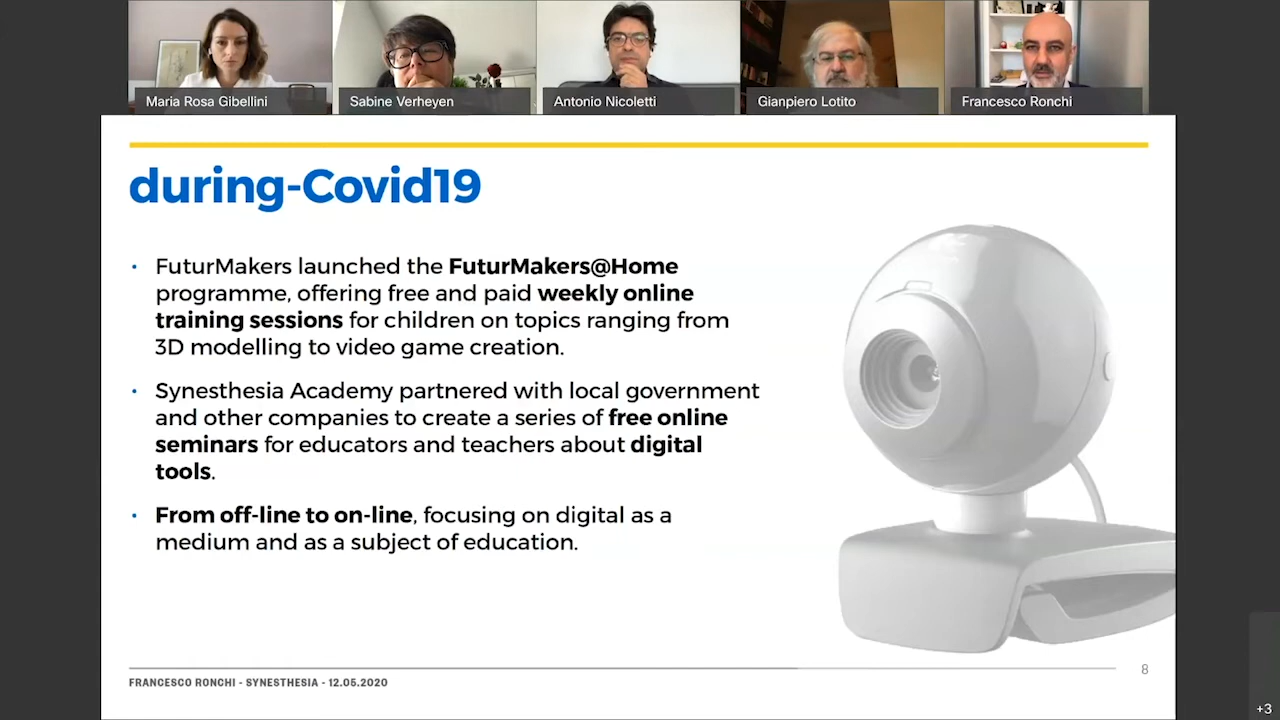 Maria Rosa Gibellini
Sabine Verheyen
Antonio Nicoletti
Gianpiero Lotito
Francesco Ronchi
during-Covid19
• FuturMakers launched the FuturMakers@Home
programme, offering free and paid weekly online
training sessions for children on topics ranging from
3D modelling to video game creation.
• Synesthesia Academy partnered with local government
and other companies to create a series of free online
seminars for educators and teachers about digital
tools.
• From off-line to on-line, focusing on digital as a
medium and as a subject of education.
FRANCESCO RONCHI - SYNESTHESIA - 12.05.2020
8
+3